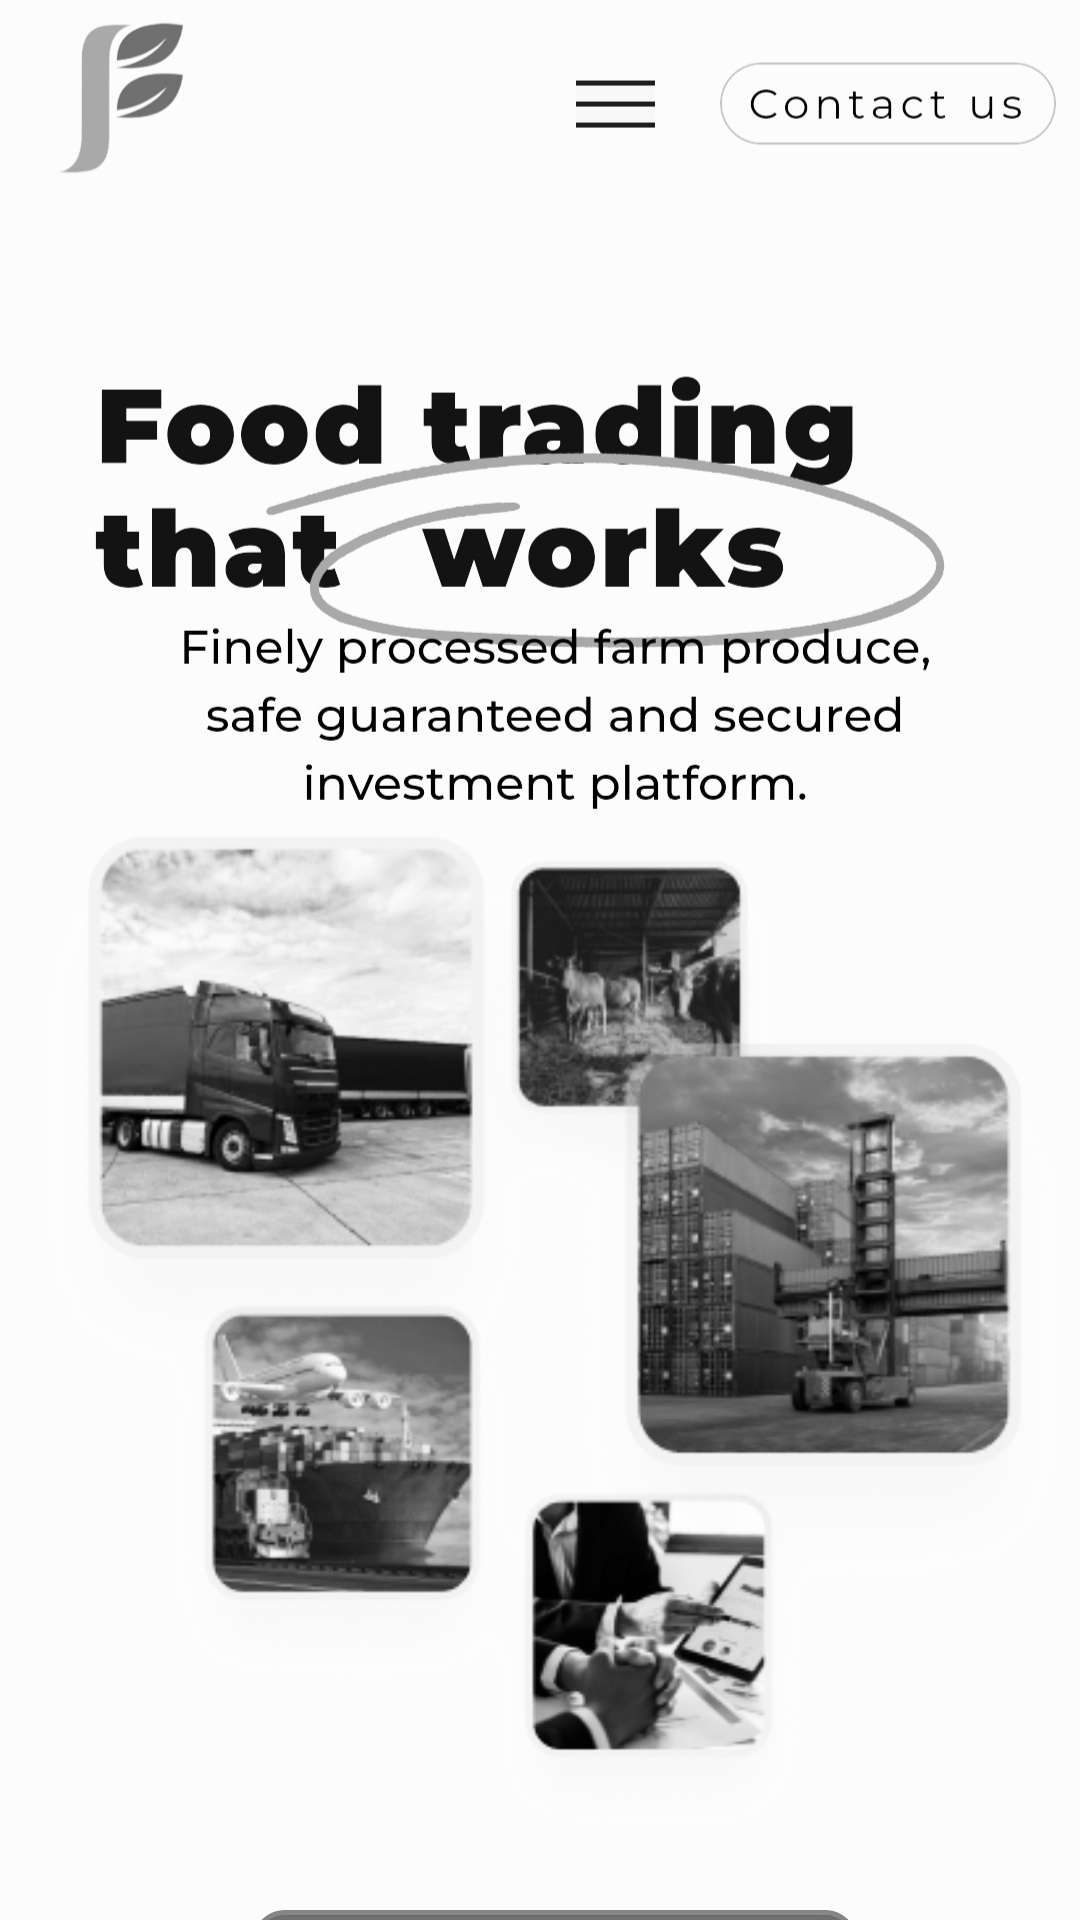 Contact us
Food trading
that works
Finely processed farm produce,
safe guaranteed and secured
investment platform.